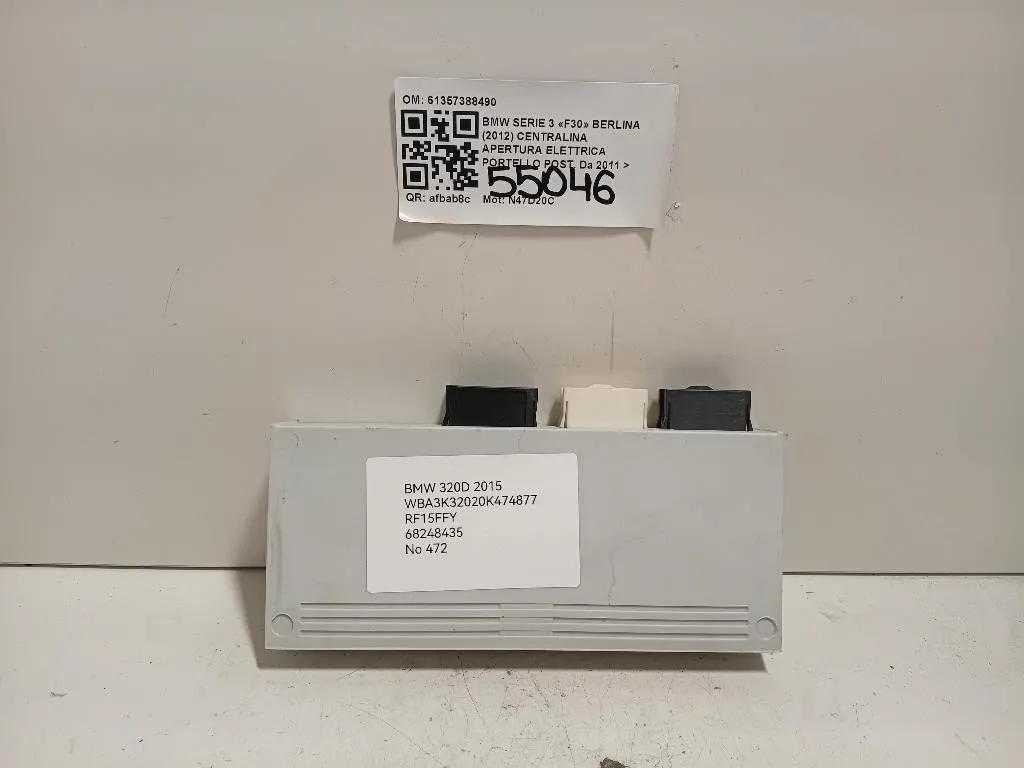 OM: 61357388490
BMW SERIE 3 «F30» BERLINA
(2012) CENTRALINA
APERTURA ELETTRICA
PORTELLO POST. Da 2011 >
55046
QR: afbab8c Mot: N47D20C
BMW 320D 2015
WBA3K32020K474877
RF15FFY
68248435
No 472